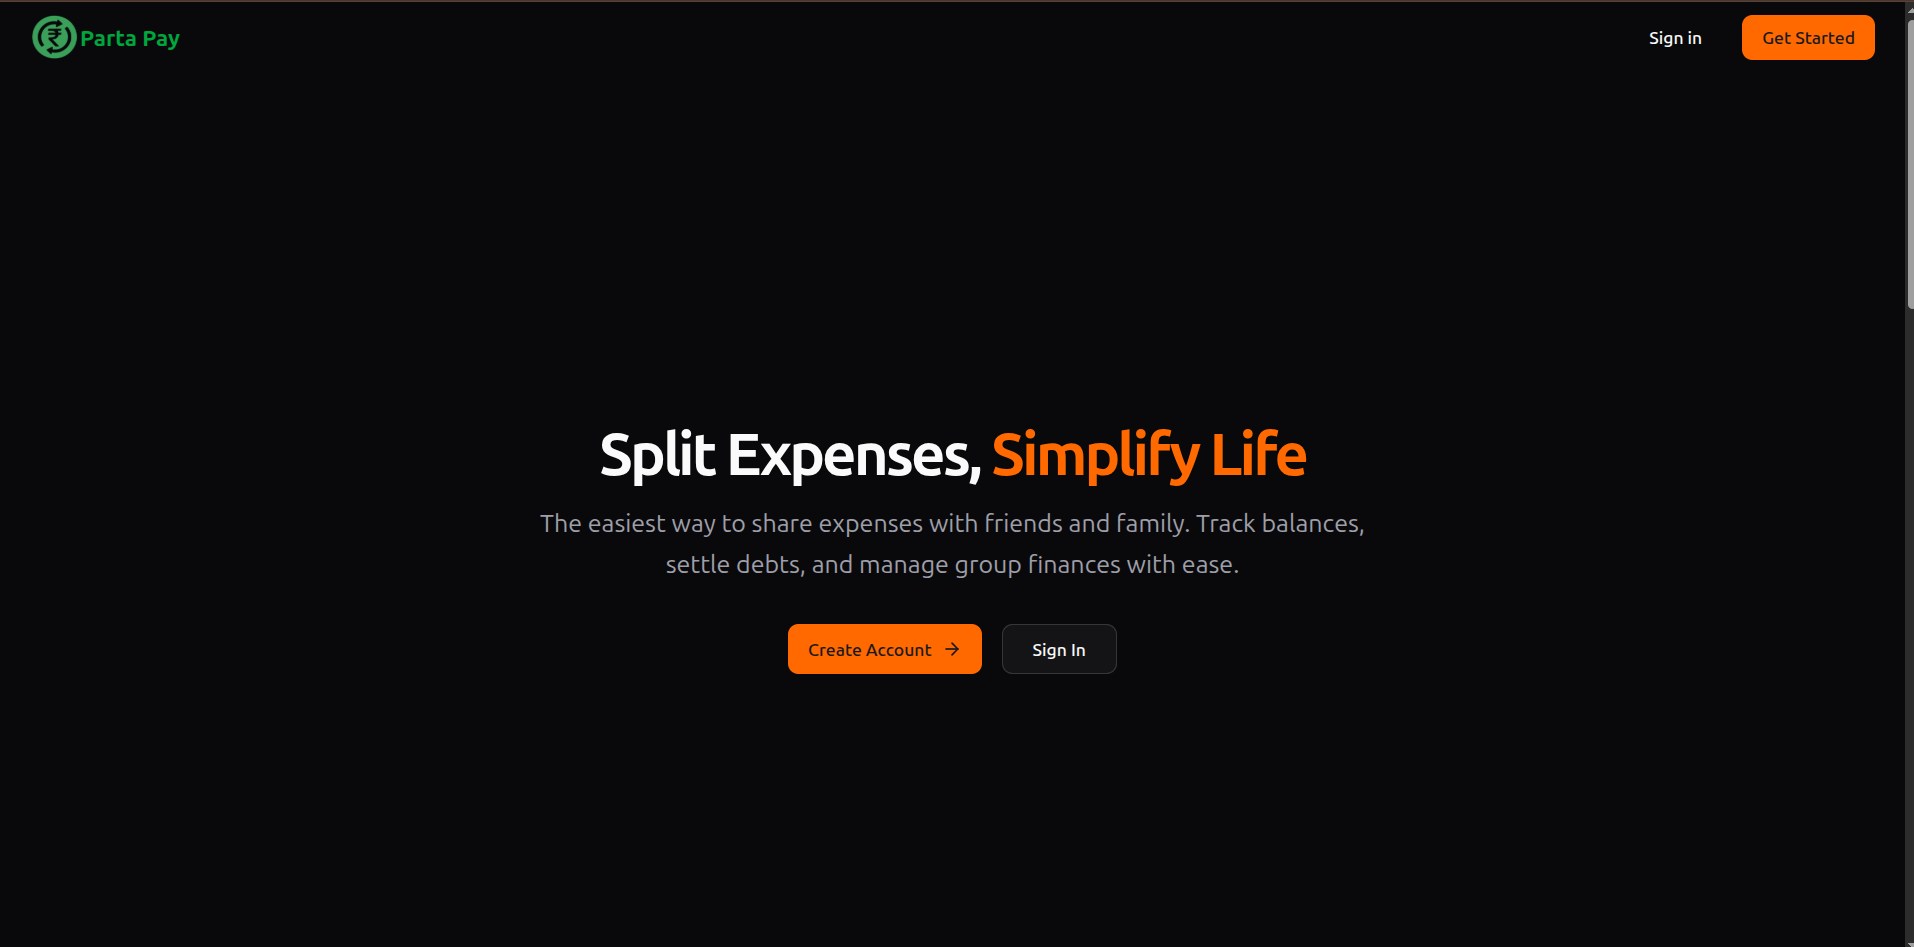 ₹
Parta Pay
Sign in
Get Started
Split Expenses, Simplify Life
The easiest way to share expenses with friends and family. Track balances,
settle debts, and manage group finances with ease.
Create Account →
Sign In